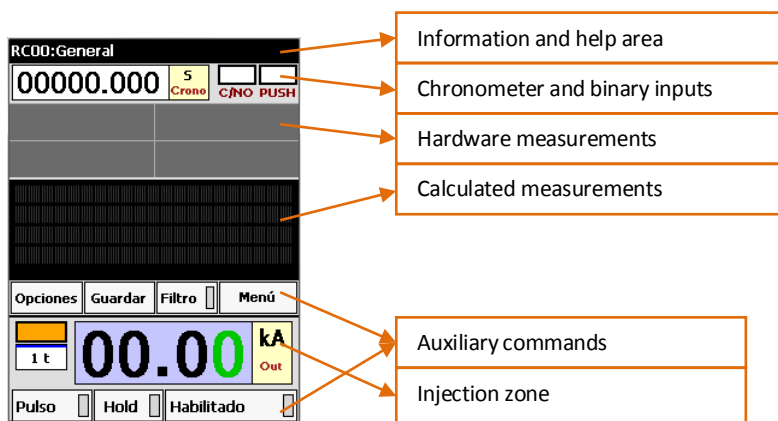 RC00:General
00000.000
S
Crono
C/NO PUSH
Opciones
Guardar
Filtro
Menú
1 t
00.00
kA
Out
Pulso
Hold
Habilitado
Information and help area
Chronometer and binary inputs
Hardware measurements
Calculated measurements
Auxiliary commands
Injection zone